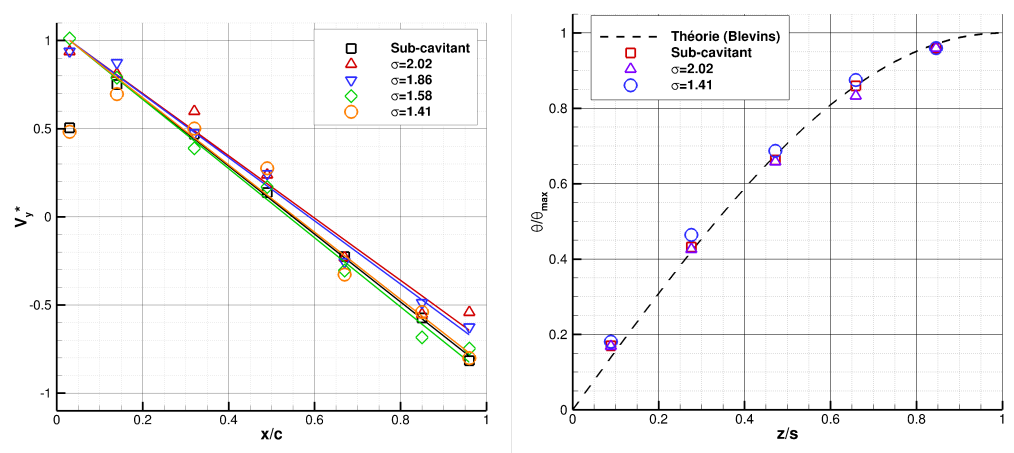 Sub-cavitant
σ=2.02
σ=1.86
σ=1.58
σ=1.41
1
0.5
0
-0.5
-1
Vy*
0
0.2
0.4
0.6
0.8
1
x/c
Théorie (Blevins)
Sub-cavitant
σ=2.02
σ=1.41
1
0.8
0.6
0.4
0.2
0
θ/θmax
0
0.2
0.4
0.6
0.8
1
z/s